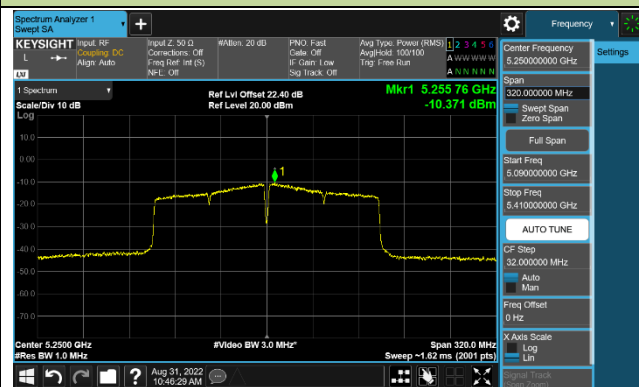 Spectrum Analyzer 1
Swept SA
Frequency
KEYSIGHT
Input: RF
Coupling: DC
Align: Auto
Input Z: 50 Ω
Corrections: Off
Freq Ref: Int (S)
NFE: Off
#Atten: 20 dB
PNO: Fast
Gate: Off
IF Gain: Low
Sig Track: Off
Avg Type: Power (RMS)
Avg|Hold: 100/100
Trig: Free Run
1 2 3 4 5 6
A W W W W W
A N N N N N
L
LXI
1 Spectrum
Scale/Div 10 dB
Log
Ref Lvl Offset 22.40 dB
Ref Level 20.00 dBm
Mkr1 5.255 76 GHz
-10.371 dBm
1
10.0
0.00
-10.0
-20.0
-30.0
-40.0
-50.0
-60.0
-70.0
Center 5.2500 GHz
#Res BW 1.0 MHz
#Video BW 3.0 MHz*
Span 320.0 MHz
Sweep ~1.62 ms (2001 pts)
Aug 31, 2022
10:46:29 AM
Center Frequency
5.250000000 GHz
Settings
Span
320.000000 MHz
Swept Span
Zero Span
Full Span
Start Freq
5.090000000 GHz
Stop Freq
5.410000000 GHz
AUTO TUNE
CF Step
32.000000 MHz
Auto
Man
Freq Offset
0 Hz
X Axis Scale
Log
Lin
Signal Track
(Span Zoom)